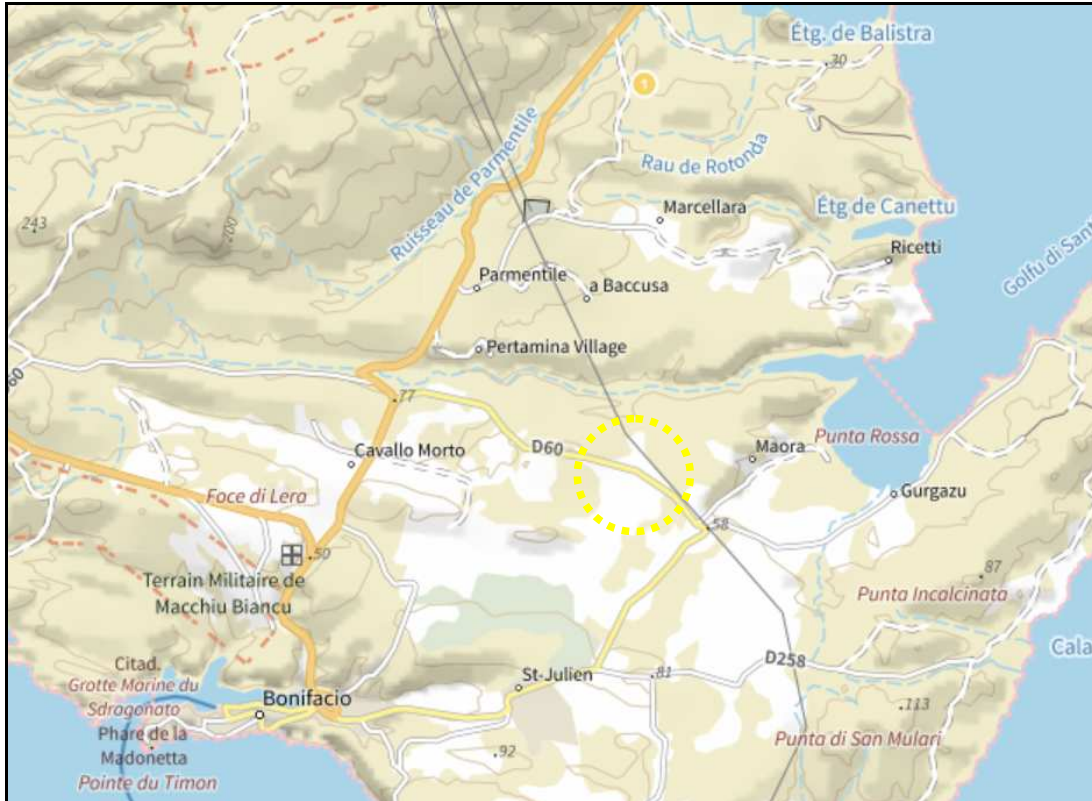 Étg. de Balistra
30
1
Ruisseau de Parmentile
Rau de Rotonda
Marcellara
Étg de Canettu
243
200
Ricetti
Golfu di Sant
Parmentile
a Baccusa
Pertamina Village
60
77
D60
Punta Rossa
Maora
Cavallo Morto
Foce di Lera
Gurgazu
58
50
Terrain Militaire de
Macchiu Biancu
87
Punta Incalcinata
Cala
D258
Citad.
Grotte Marine du
Sdragonato
St-Julien
81
Bonifacio
Phare de la
Madonetta
113
Punta di San Mulari
92
Pointe du Timon